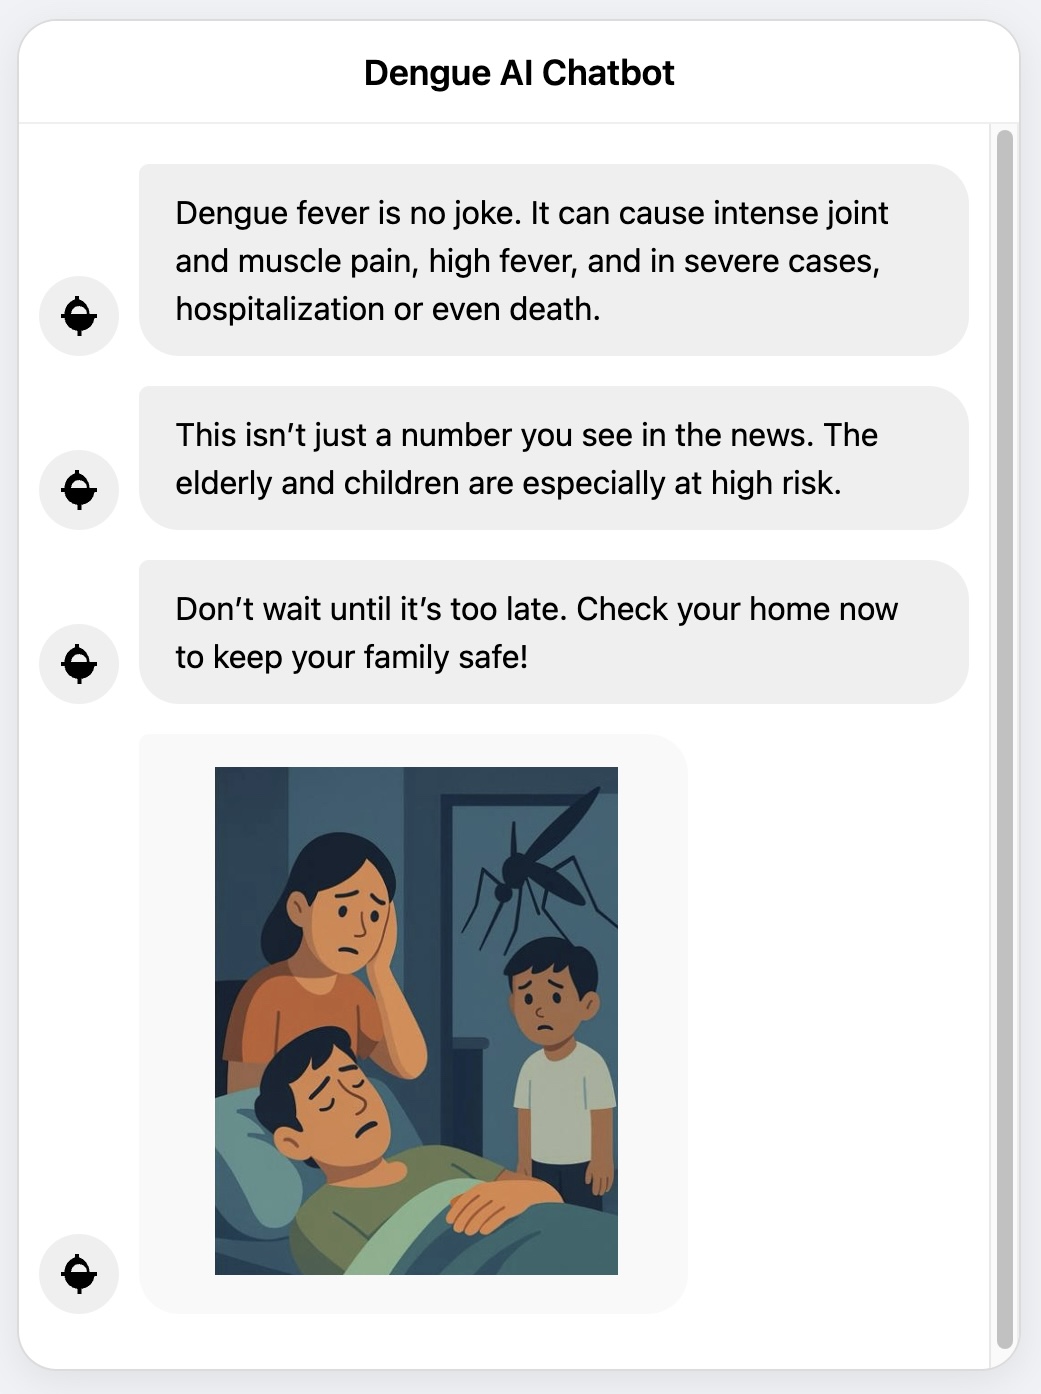 Dengue AI Chatbot
Dengue fever is no joke. It can cause intense joint
and muscle pain, high fever, and in severe cases,
hospitalization or even death.
This isn’t just a number you see in the news. The
elderly and children are especially at high risk.
Don’t wait until it’s too late. Check your home now
to keep your family safe!